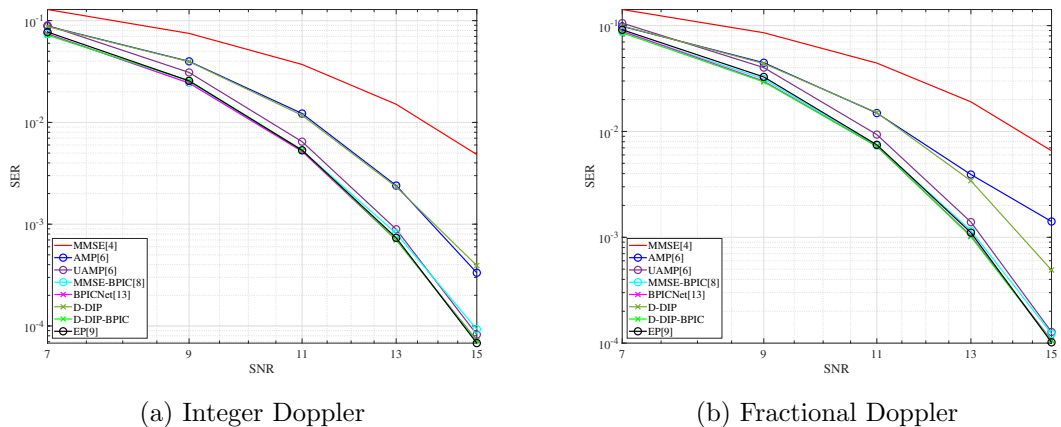 10^-1
10^-2
10^-3
10^-4
SER
MMSE[4]
AMP[6]
UAMP[6]
MMSE-BPIC[8]
BPICNet[13]
D-DIP
D-DIP-BPIC
EP[9]
7 9 11 13 15
SNR
(a) Integer Doppler
10^-1
10^-2
10^-3
10^-4
SER
MMSE[4]
AMP[6]
UAMP[6]
MMSE-BPIC[8]
BPICNet[13]
D-DIP
D-DIP-BPIC
EP[9]
7 9 11 13 15
SNR
(b) Fractional Doppler